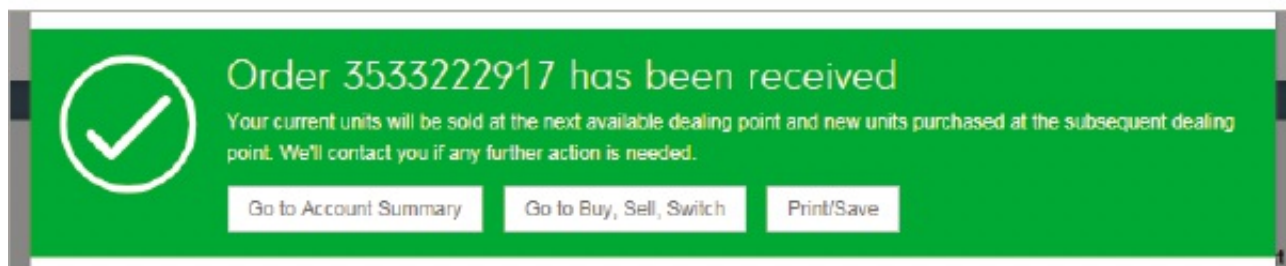 Order 3533222917 has been received
Your current units will be sold at the next available dealing point and new units purchased at the subsequent dealing
point. We'll contact you if any further action is needed.
Go to Account Summary Go to Buy, Sell, Switch Print/Save